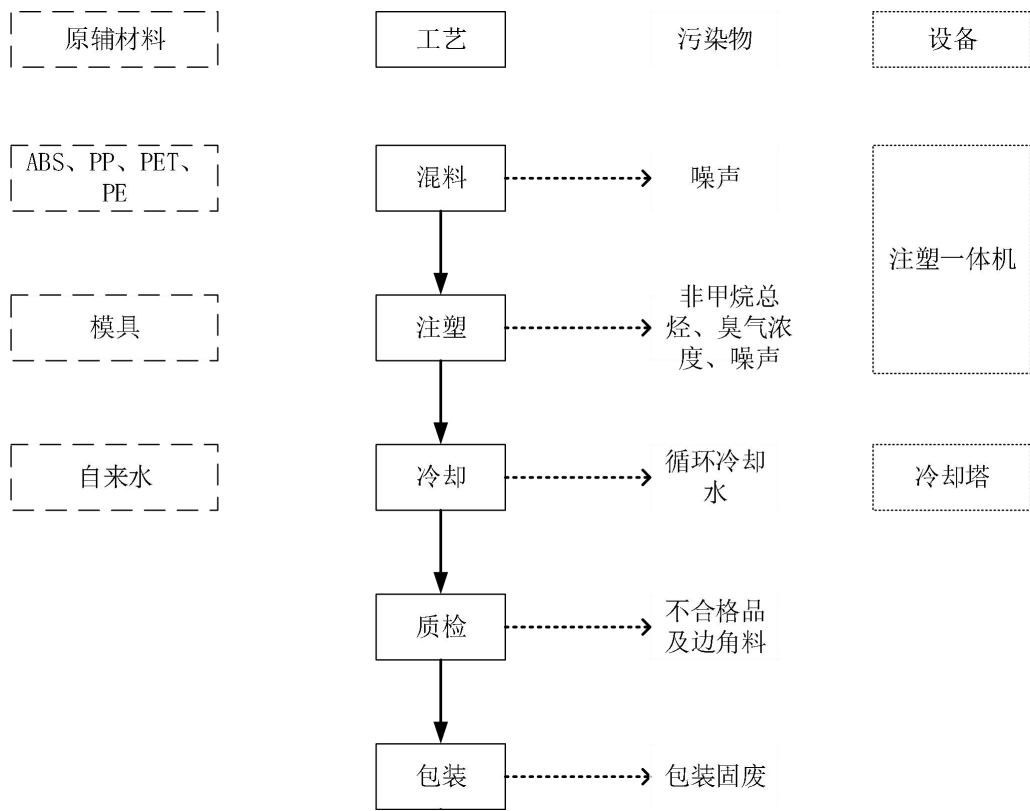 原辅材料
工艺
污染物
设备
ABS、PP、PET、
PE
混料
噪声
注塑一体机
模具
注塑
非甲烷总
烃、臭气浓
度、噪声
自来水
冷却
循环冷却
水
冷却塔
质检
不合格品
及边角料
包装
包装固废